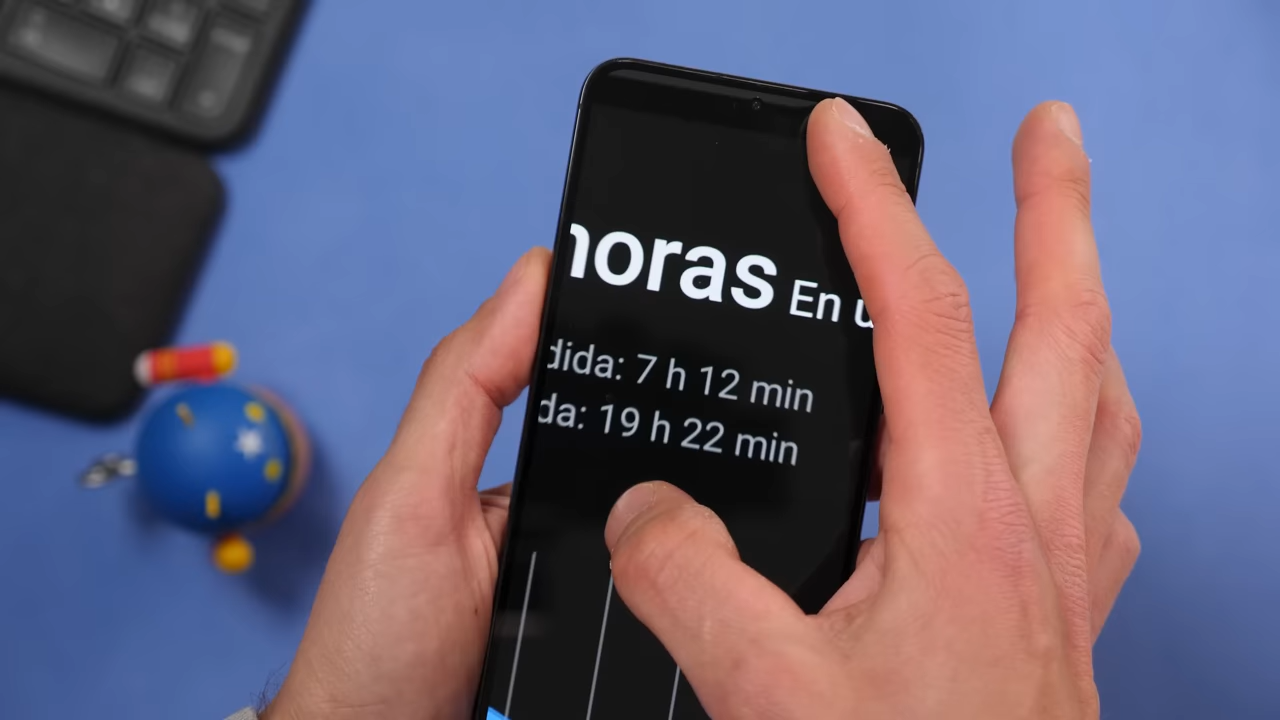 horas En u
dida: 7 h 12 min
da: 19 h 22 min